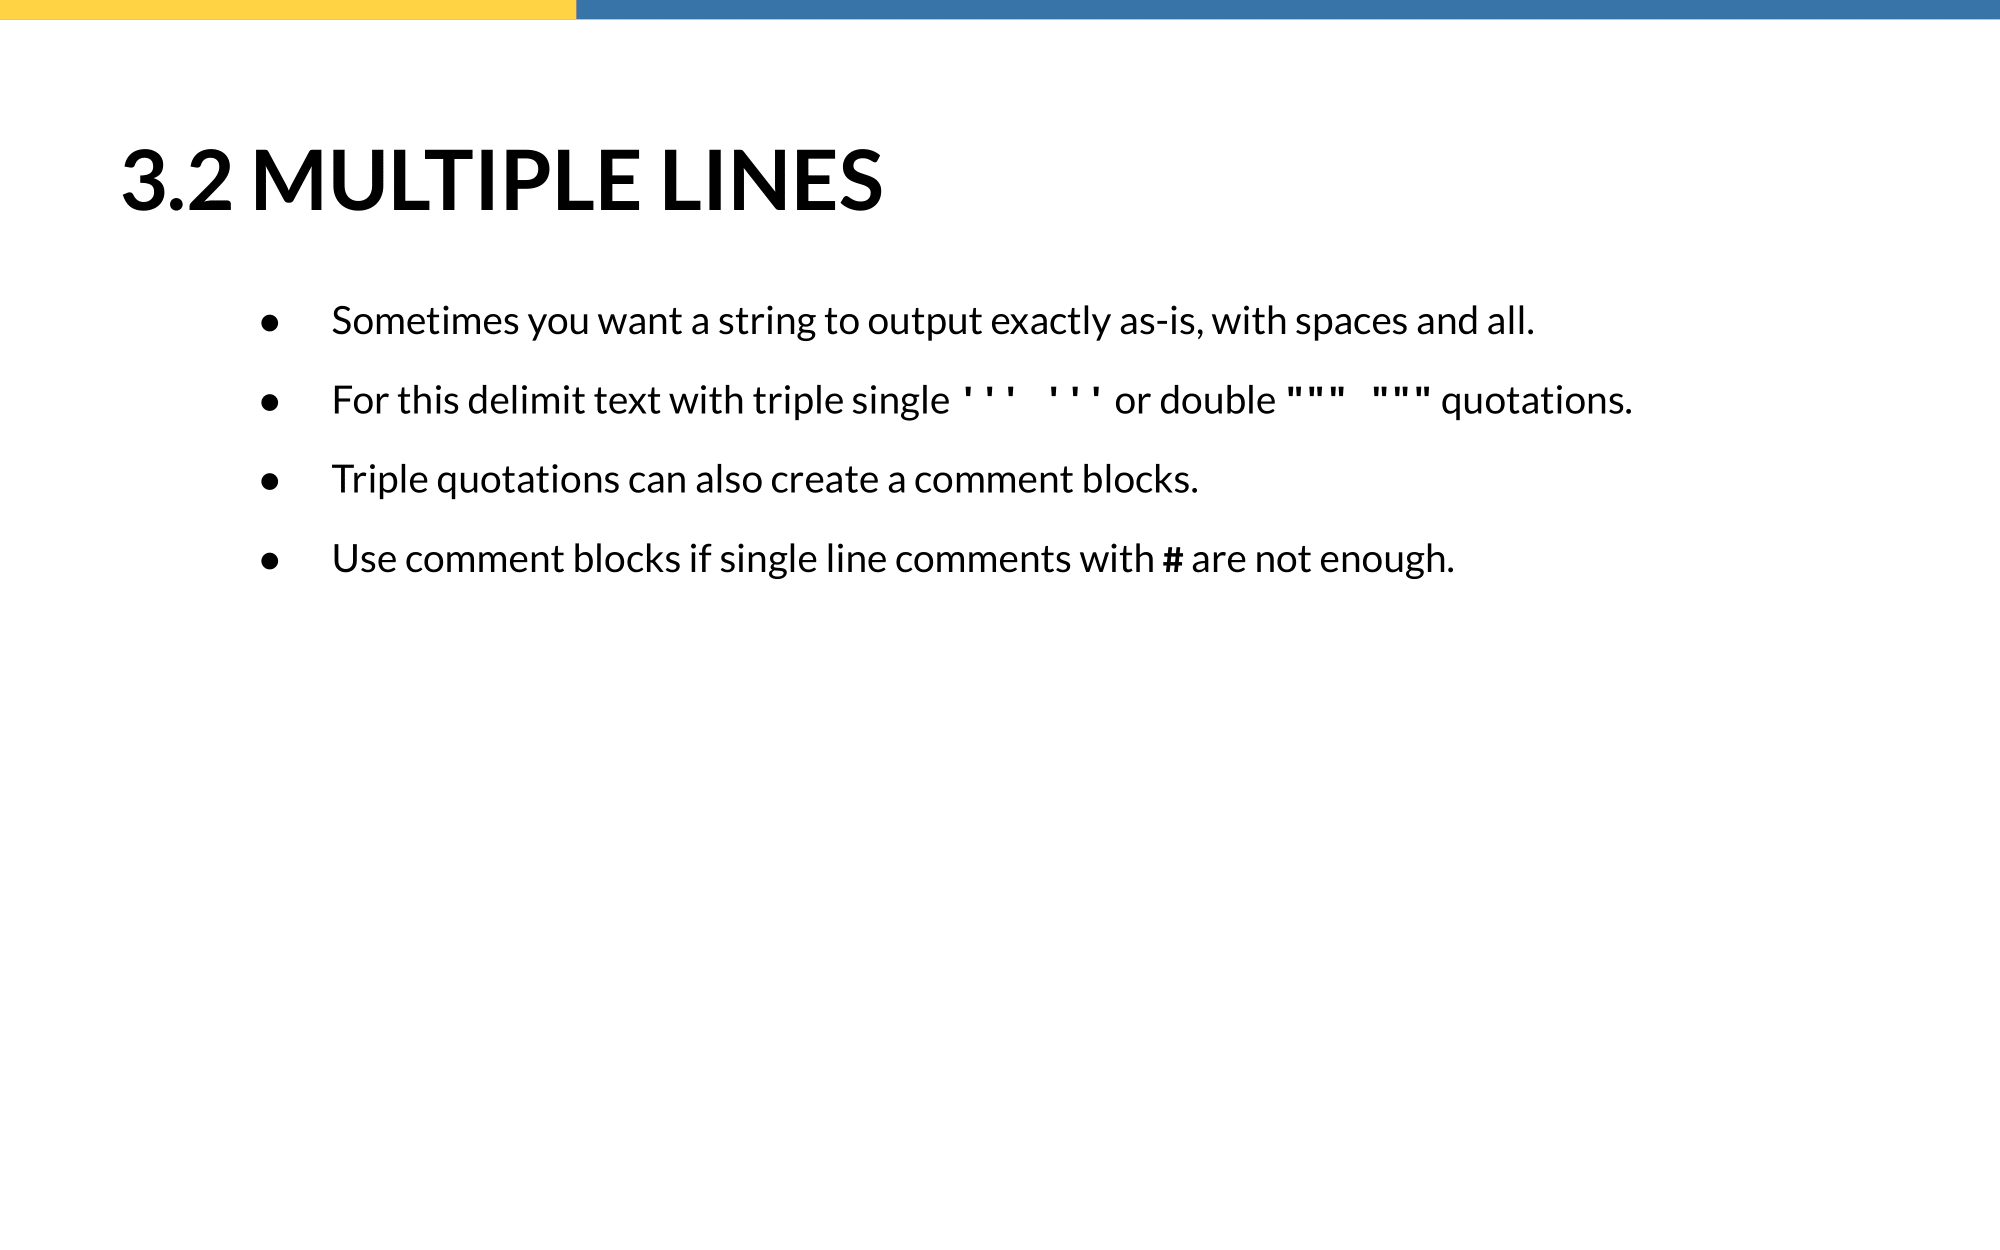 3.2 MULTIPLE LINES
● Sometimes you want a string to output exactly as-is, with spaces and all.
● For this delimit text with triple single ''' ''' or double """ """ quotations.
● Triple quotations can also create a comment blocks.
● Use comment blocks if single line comments with # are not enough.